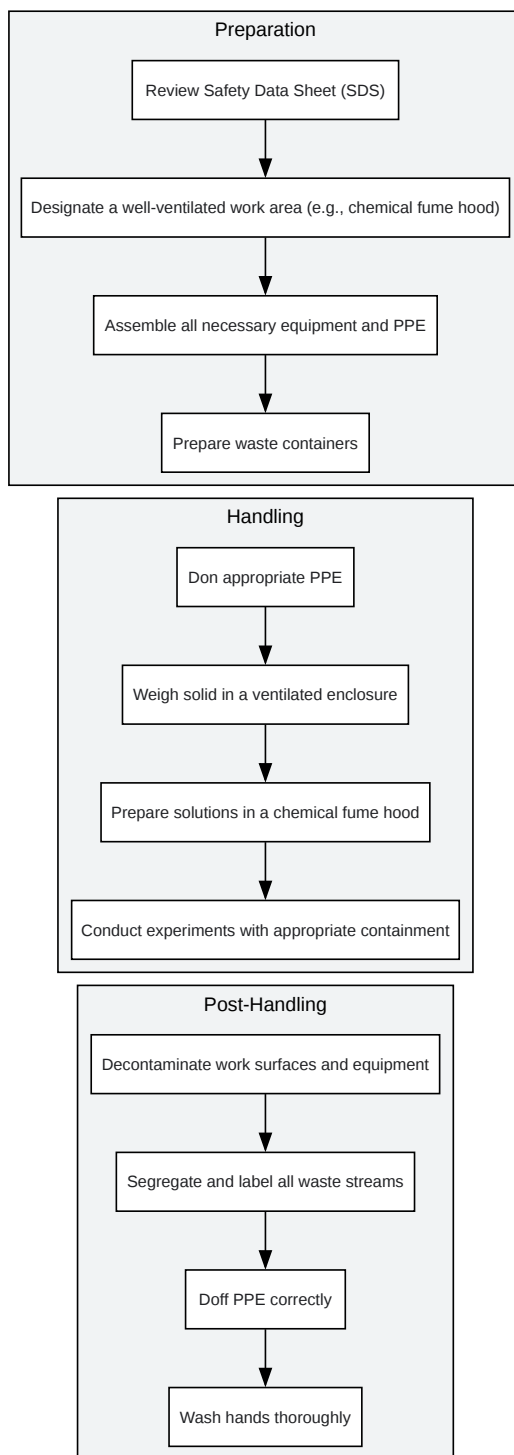 Preparation
Review Safety Data Sheet (SDS)
Designate a well-ventilated work area (e.g., chemical fume hood)
Assemble all necessary equipment and PPE
Prepare waste containers
Handling
Don appropriate PPE
Weigh solid in a ventilated enclosure
Prepare solutions in a chemical fume hood
Conduct experiments with appropriate containment
Post-Handling
Decontaminate work surfaces and equipment
Segregate and label all waste streams
Doff PPE correctly
Wash hands thoroughly